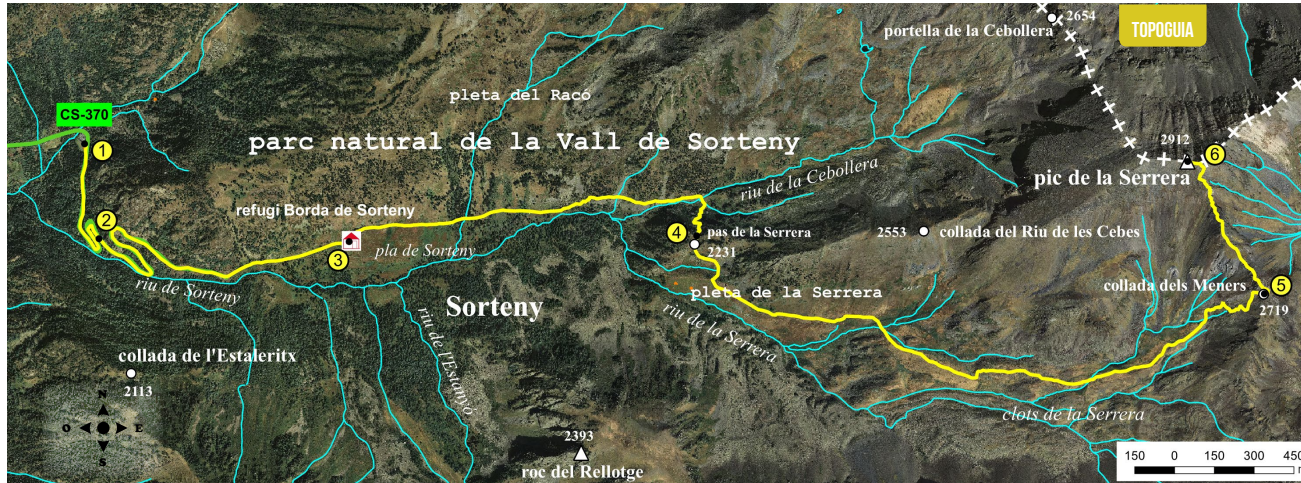 2654
portella de la Cebollera
TOPOGUIA
pleta del Racó
CS-370
1
parc natural de la Vall de Sorteny
2912
6
riu de la Cebollera
pic de la Serrera
2
refugi Borda de Sorteny
4
pas de la Serrera
2231
2553
collada del Riu de les Cebes
3
pla de Sorteny
riu de Sorteny
pleta de la Serrera
collada dels Meners
5
2719
Sorteny
riu de la Serrera
riu de l'Estanyó
collada de l'Estaleritx
2113
N
O
E
S
clots de la Serrera
2393
roc del Rellotge
150 0 150 300 450
m